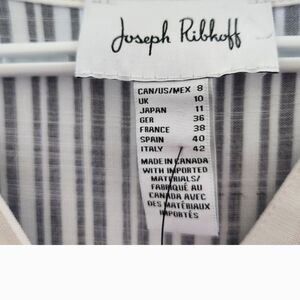 Joseph Ribkoff
CAN/US/MEX 8
UK 10
JAPAN 11
GER 36
FRANCE 38
SPAIN 40
ITALY 42
MADE IN CANADA
WITH IMPORTED
MATERIALS/
FABRIQUÉ AU
CANADA AVEC
DES MATÉRIAUX
IMPORTÉS